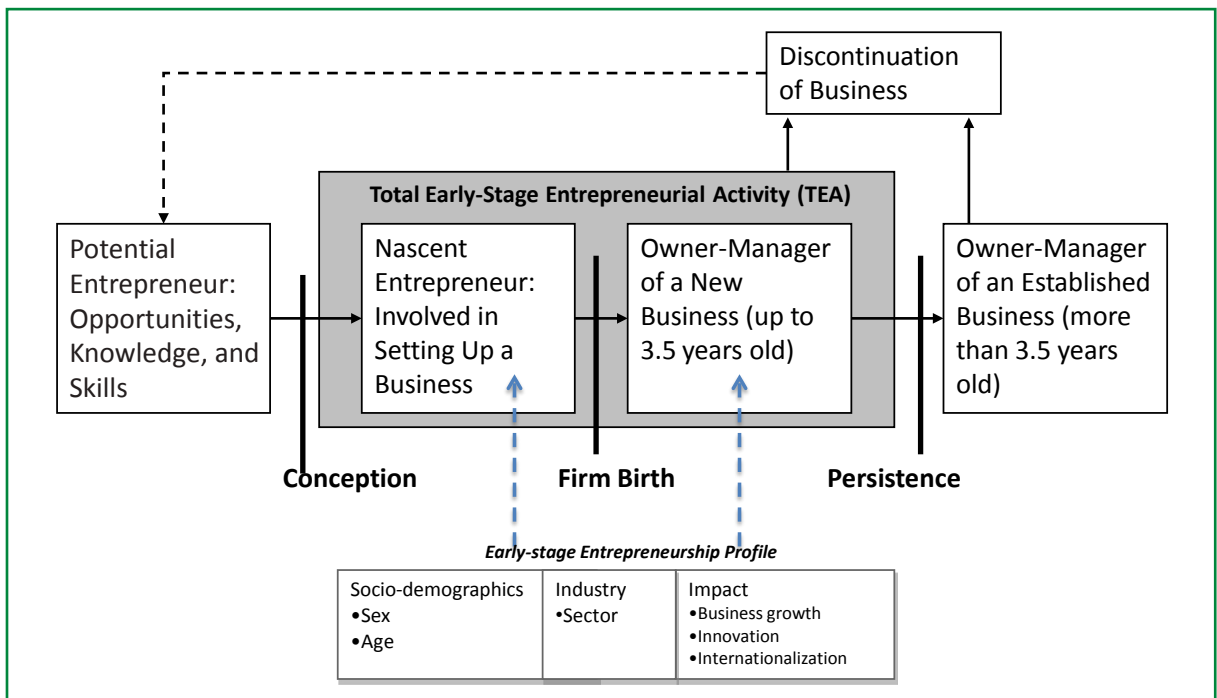 Discontinuation
of Business
Total Early-Stage Entrepreneurial Activity (TEA)
Potential
Entrepreneur:
Opportunities,
Knowledge, and
Skills
Nascent
Entrepreneur:
Involved in
Setting Up a
Business
Owner-Manager
of a New
Business (up to
3.5 years old)
Owner-Manager
of an Established
Business (more
than 3.5 years
old)
Conception
Firm Birth
Persistence
Early-stage Entrepreneurship Profile
Socio-demographics
•Sex
•Age
Industry
•Sector
Impact
•Business growth
•Innovation
•Internationalization